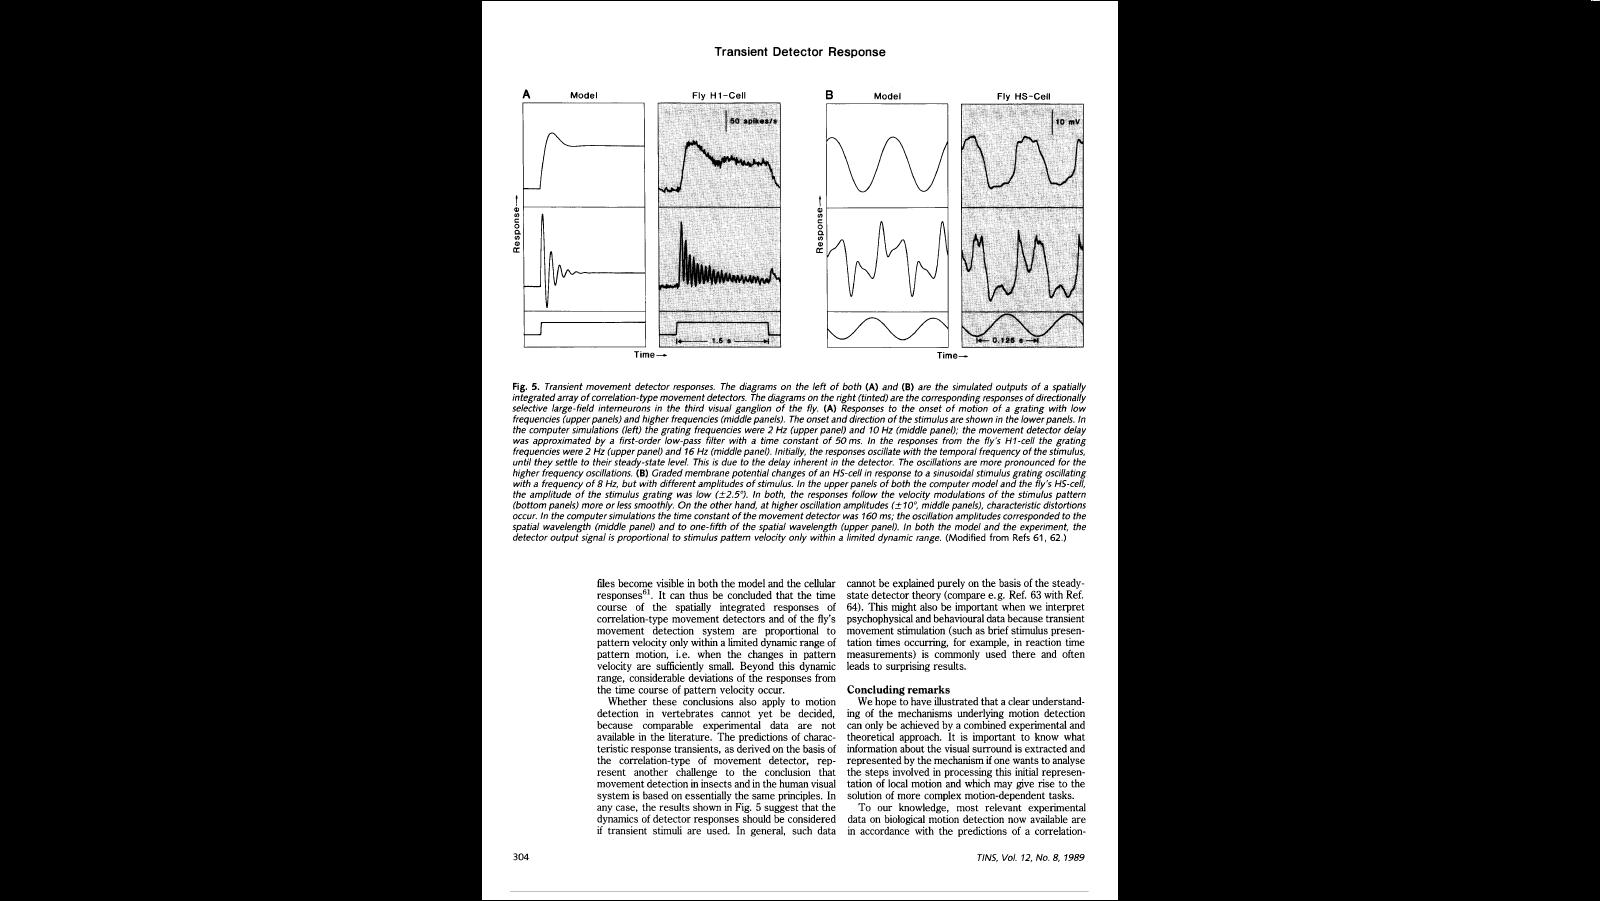 Transient Detector Response
A
Model
Fly H1-Cell
50 spikes/s
Response→
1.5 s
Time→
B
Model
Fly HS-Cell
10 mV
Response→
0.125 s
Time→
Fig. 5. Transient movement detector responses. The diagrams on the left of both (A) and (B) are the simulated outputs of a spatially
integrated array of correlation-type movement detectors. The diagrams on the right (tinted) are the corresponding responses of directionally
selective large-field interneurons in the third visual ganglion of the fly. (A) Responses to the onset of motion of a grating with low
frequencies (upper panels) and higher frequencies (middle panels). The onset and direction of the stimulus are shown in the lower panels. In
the computer simulations (left) the grating frequencies were 2 Hz (upper panel) and 10 Hz (middle panel); the movement detector delay
was approximated by a first-order low-pass filter with a time constant of 50 ms. In the responses from the fly's H1-cell the grating
frequencies were 2 Hz (upper panel) and 16 Hz (middle panel). Initially, the responses oscillate with the temporal frequency of the stimulus,
until they settle to their steady-state level. This is due to the delay inherent in the detector. The oscillations are more pronounced for the
higher frequency oscillations. (B) Graded membrane potential changes of an HS-cell in response to a sinusoidal stimulus grating oscillating
with a frequency of 8 Hz, but with different amplitudes of stimulus. In the upper panels of both the computer model and the fly's HS-cell,
the amplitude of the stimulus grating was low (±2.5°). In both, the responses follow the velocity modulations of the stimulus pattern
(bottom panels) more or less smoothly. On the other hand, at higher oscillation amplitudes (±10°, middle panels), characteristic distortions
occur. In the computer simulations the time constant of the movement detector was 160 ms; the oscillation amplitudes corresponded to the
spatial wavelength (middle panel) and to one-fifth of the spatial wavelength (upper panel). In both the model and the experiment, the
detector output signal is proportional to stimulus pattern velocity only within a limited dynamic range. (Modified from Refs 61, 62.)
files become visible in both the model and the cellular
responses61. It can thus be concluded that the time
course of the spatially integrated responses of
correlation-type movement detectors and of the fly's
movement detection system are proportional to
pattern velocity only within a limited dynamic range of
pattern motion, i.e. when the changes in pattern
velocity are sufficiently small. Beyond this dynamic
range, considerable deviations of the responses from
the time course of pattern velocity occur.
Whether these conclusions also apply to motion
detection in vertebrates cannot yet be decided,
because comparable experimental data are not
available in the literature. The predictions of charac-
teristic response transients, as derived on the basis of
the correlation-type of movement detector, rep-
resent another challenge to the conclusion that
movement detection in insects and in the human visual
system is based on essentially the same principles. In
any case, the results shown in Fig. 5 suggest that the
dynamics of detector responses should be considered
if transient stimuli are used. In general, such data
cannot be explained purely on the basis of the steady-
state detector theory (compare e.g. Ref. 63 with Ref.
64). This might also be important when we interpret
psychophysical and behavioural data because transient
movement stimulation (such as brief stimulus presen-
tation times occurring, for example, in reaction time
measurements) is commonly used there and often
leads to surprising results.
Concluding remarks
We hope to have illustrated that a clear understand-
ing of the mechanisms underlying motion detection
can only be achieved by a combined experimental and
theoretical approach. It is important to know what
information about the visual surround is extracted and
represented by the mechanism if one wants to analyse
the steps involved in processing this initial represen-
tation of local motion and which may give rise to the
solution of more complex motion-dependent tasks.
To our knowledge, most relevant experimental
data on biological motion detection now available are
in accordance with the predictions of a correlation-
304
TINS, Vol. 12, No. 8, 1989